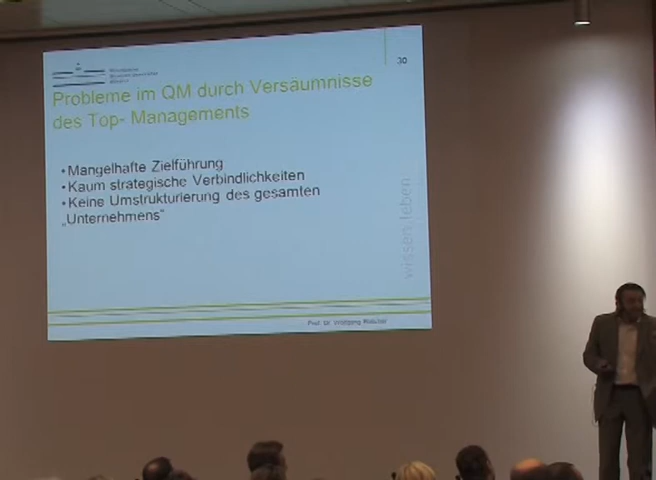 30
Probleme im QM durch Versäumnisse
des Top-Managements
• Mangelhafte Zielführung
• Kaum strategische Verbindlichkeiten
• Keine Umstrukturierung des gesamten
„Unternehmens“
wissen.leben
Prof. Dr. Wolfgang